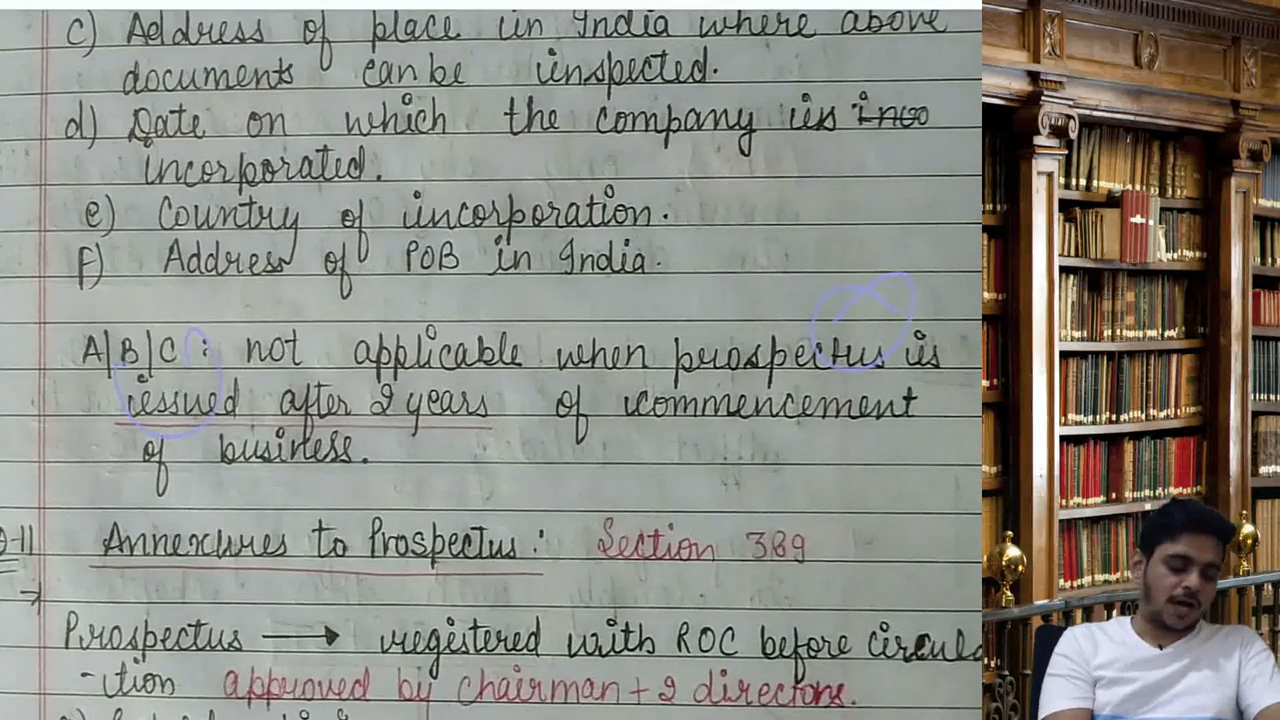 c) Address of place in India where above
documents can be inspected.
d) Date on which the company is inco
incorporated.
e) Country of incorporation.
f) Address of POB in India.
A|B|C : not applicable when prospectus is
issued after 2 years of commencement
of business.
Q-11 Annexures to Prospectus : Section 389
→
Prospectus → registered with ROC before circula
-tion approved by chairman + 2 directors.